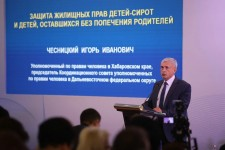 ЗАЩИТА ЖИЛИЩНЫХ ПРАВ ДЕТЕЙ-СИРОТ
И ДЕТЕЙ, ОСТАВШИХСЯ БЕЗ ПОПЕЧЕНИЯ РОДИТЕЛЕЙ
ЧЕСНИЦКИЙ ИГОРЬ ИВАНОВИЧ
Уполномоченный по правам человека в Хабаровском крае,
председатель Координационного совета уполномоченных
по правам человека в Дальневосточном федеральном округе